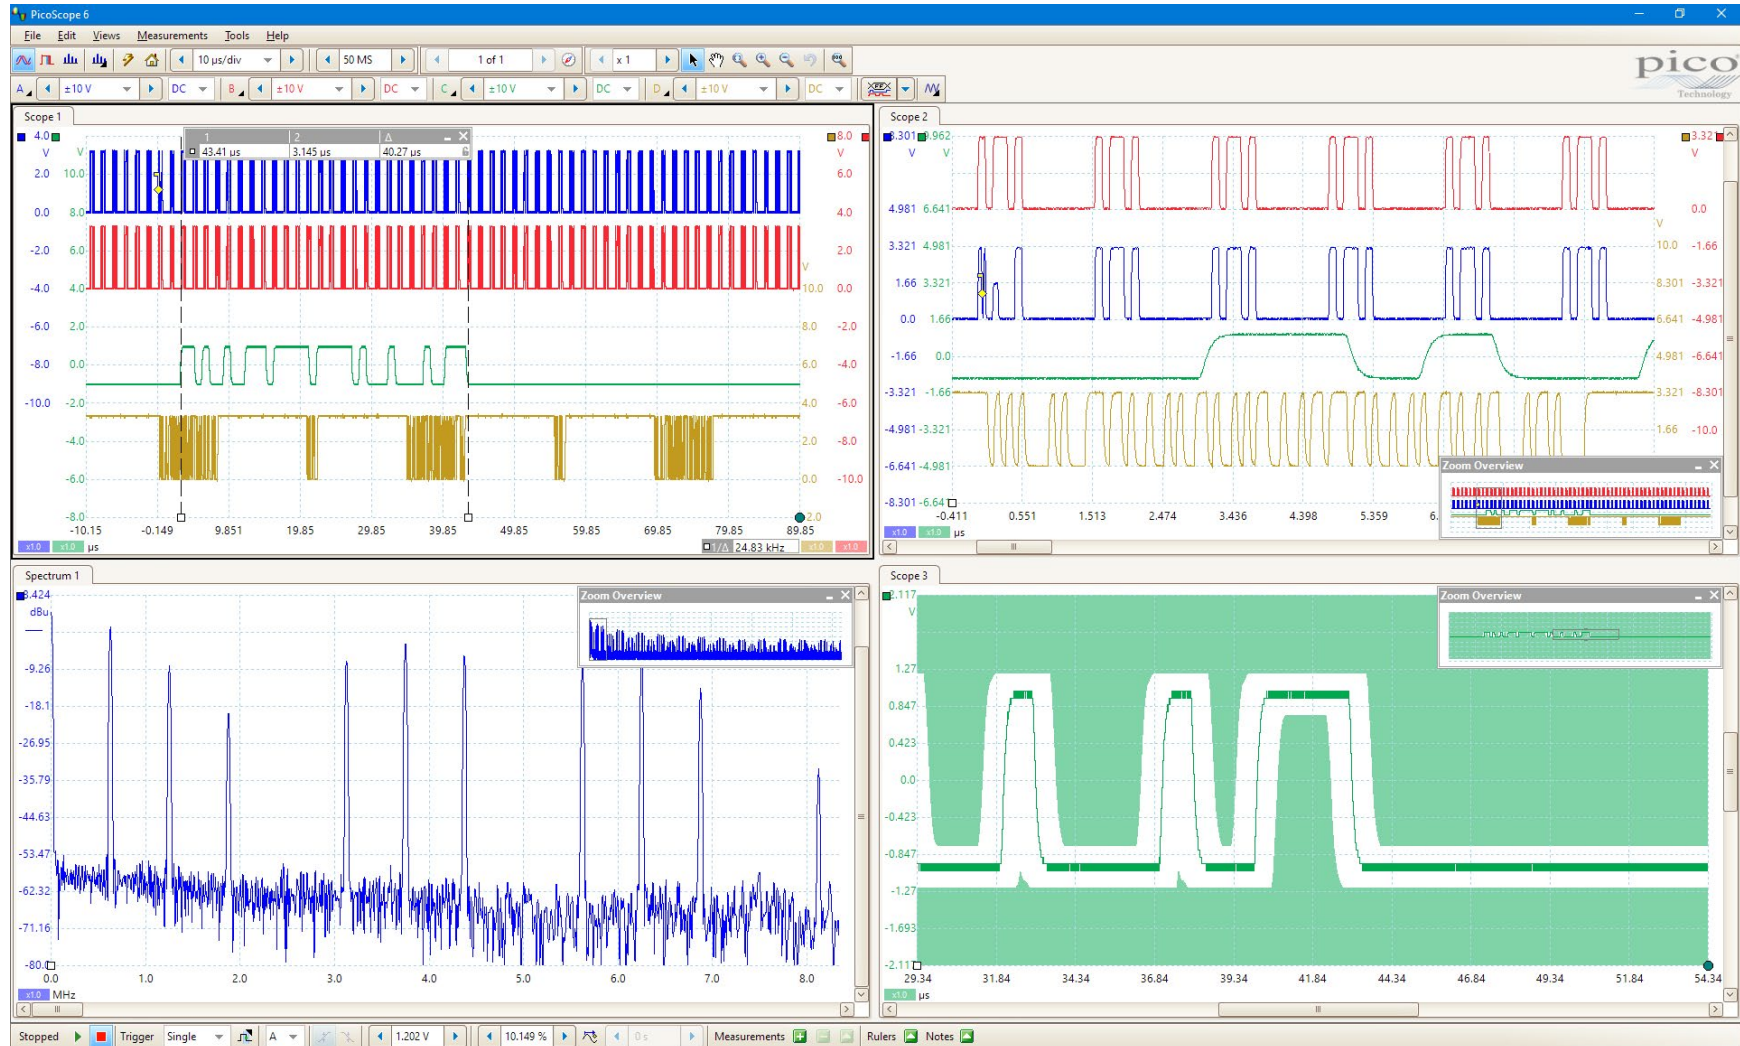 PicoScope 6
File Edit Views Measurements Tools Help
10 µs/div 50 MS 1 of 1 x 1
pico
Technology
A ±10 V DC B ±10 V DC C ±10 V DC D ±10 V DC
Scope 1
4.0 8.0
V V V
1 2 Δ
43.41 µs 3.145 µs 40.27 µs
2.0 10.0 6.0
0.0 8.0 4.0
-2.0 6.0 2.0
V
-4.0 4.0 10.0 0.0
-6.0 2.0 8.0 -2.0
-8.0 0.0 6.0 -4.0
-10.0 -2.0 4.0 -6.0
-4.0 2.0 -8.0
-6.0 0.0 -10.0
-8.0 -2.0
-10.15 -0.149 9.851 19.85 29.85 39.85 49.85 59.85 69.85 79.85 89.85
x1.0 x1.0 µs 1/Δ 24.83 kHz x1.0 x1.0
Scope 2
8.301 9.962 3.321
V V V
4.981 6.641 0.0
V
3.321 4.981 10.0 -1.66
1.66 3.321 8.301 -3.321
0.0 1.66 6.641 -4.981
-1.66 0.0 4.981 -6.641
-3.321 -1.66 3.321 -8.301
-4.981 -3.321 1.66 -10.0
-6.641 -4.981
Zoom Overview
-8.301 -6.641
-0.411 0.551 1.513 2.474 3.436 4.398 5.359 6.
x1.0 x1.0 µs
Spectrum 1
8.424
dBu
Zoom Overview
-9.26
-18.1
-26.95
-35.79
-44.63
-53.47
-62.32
-71.16
-80.0
0.0 1.0 2.0 3.0 4.0 5.0 6.0 7.0 8.0
x1.0 MHz
Scope 3
2.117
V
Zoom Overview
1.27
0.847
0.423
0.0
-0.423
-0.847
-1.27
-1.693
-2.117
29.34 31.84 34.34 36.84 39.34 41.84 44.34 46.84 49.34 51.84 54.34
x1.0 µs
Stopped Trigger Single A 1.202 V 10.149 % 0 s Measurements Rulers Notes